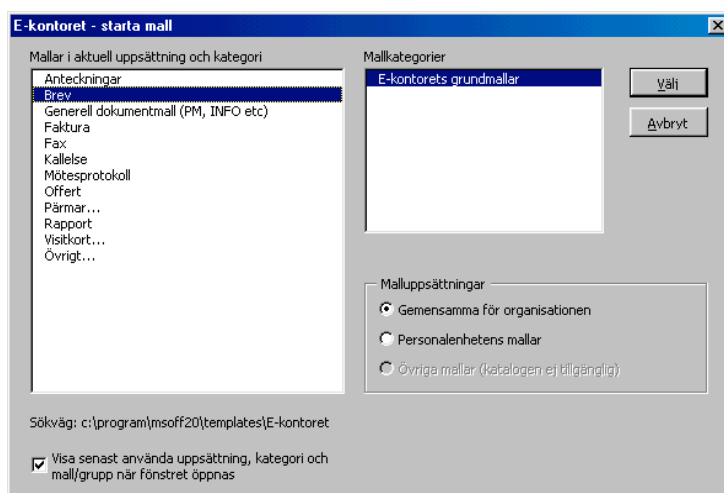 E-kontoret - starta mall
Mallar i aktuell uppsättning och kategori
Anteckningar
Brev
Generell dokumentmall (PM, INFO etc)
Faktura
Fax
Kallelse
Mötesprotokoll
Offert
Pärmar...
Rapport
Visitkort...
Övrigt...
Mallkategorier
E-kontorets grundmallar
Välj
Avbryt
Malluppsättningar
Gemensamma för organisationen
Personalenhetens mallar
Övriga mallar (katalogen ej tillgänglig)
Sökväg: c:\program\msoff20\templates\E-kontoret
Visa senast använda uppsättning, kategori och
mall/grupp när fönstret öppnas